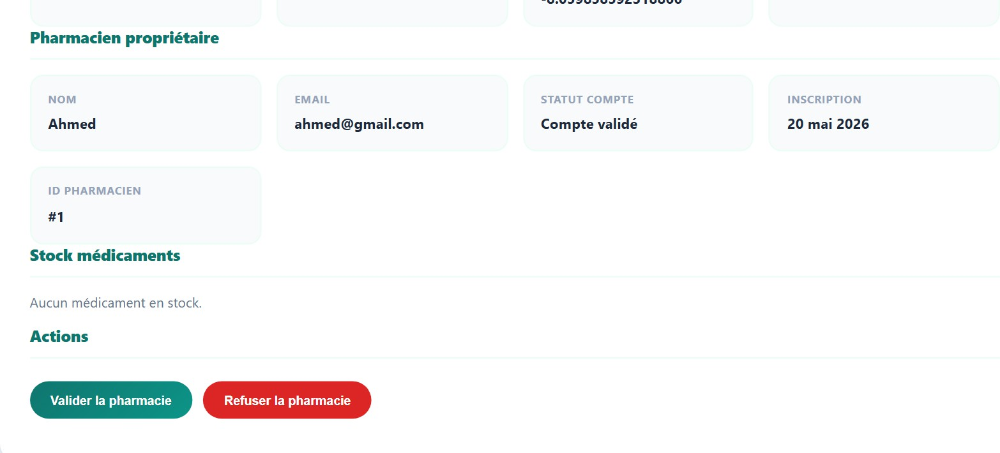 Pharmacien propriétaire
NOM
Ahmed
EMAIL
ahmed@gmail.com
STATUT COMPTE
Compte validé
INSCRIPTION
20 mai 2026
ID PHARMACIEN
#1
Stock médicaments
Aucun médicament en stock.
Actions
Valider la pharmacie
Refuser la pharmacie